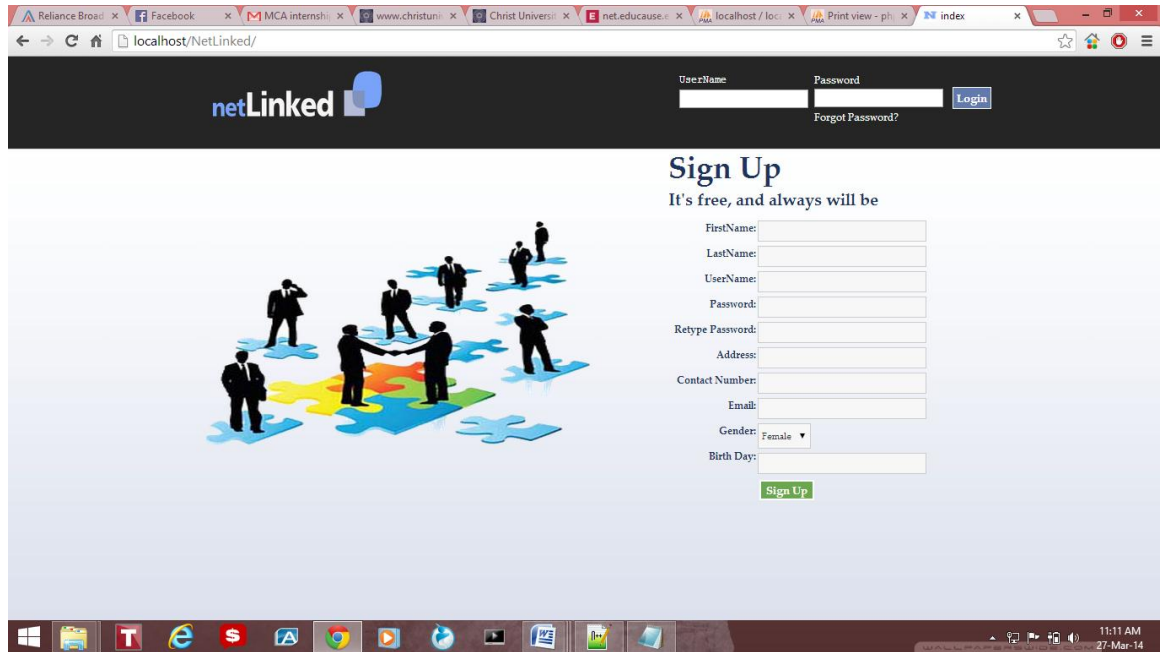 Reliance Broad Facebook MCA internshi www.christuni Christ Universit net.educause.e localhost / loca Print view - ph index
localhost/NetLinked/
netLinked
UserName Password
Login
Forgot Password?
Sign Up
It's free, and always will be
FirstName:
LastName:
UserName:
Password:
Retype Password:
Address:
Contact Number:
Email:
Gender: Female
Birth Day:
Sign Up
11:11 AM
27-Mar-14